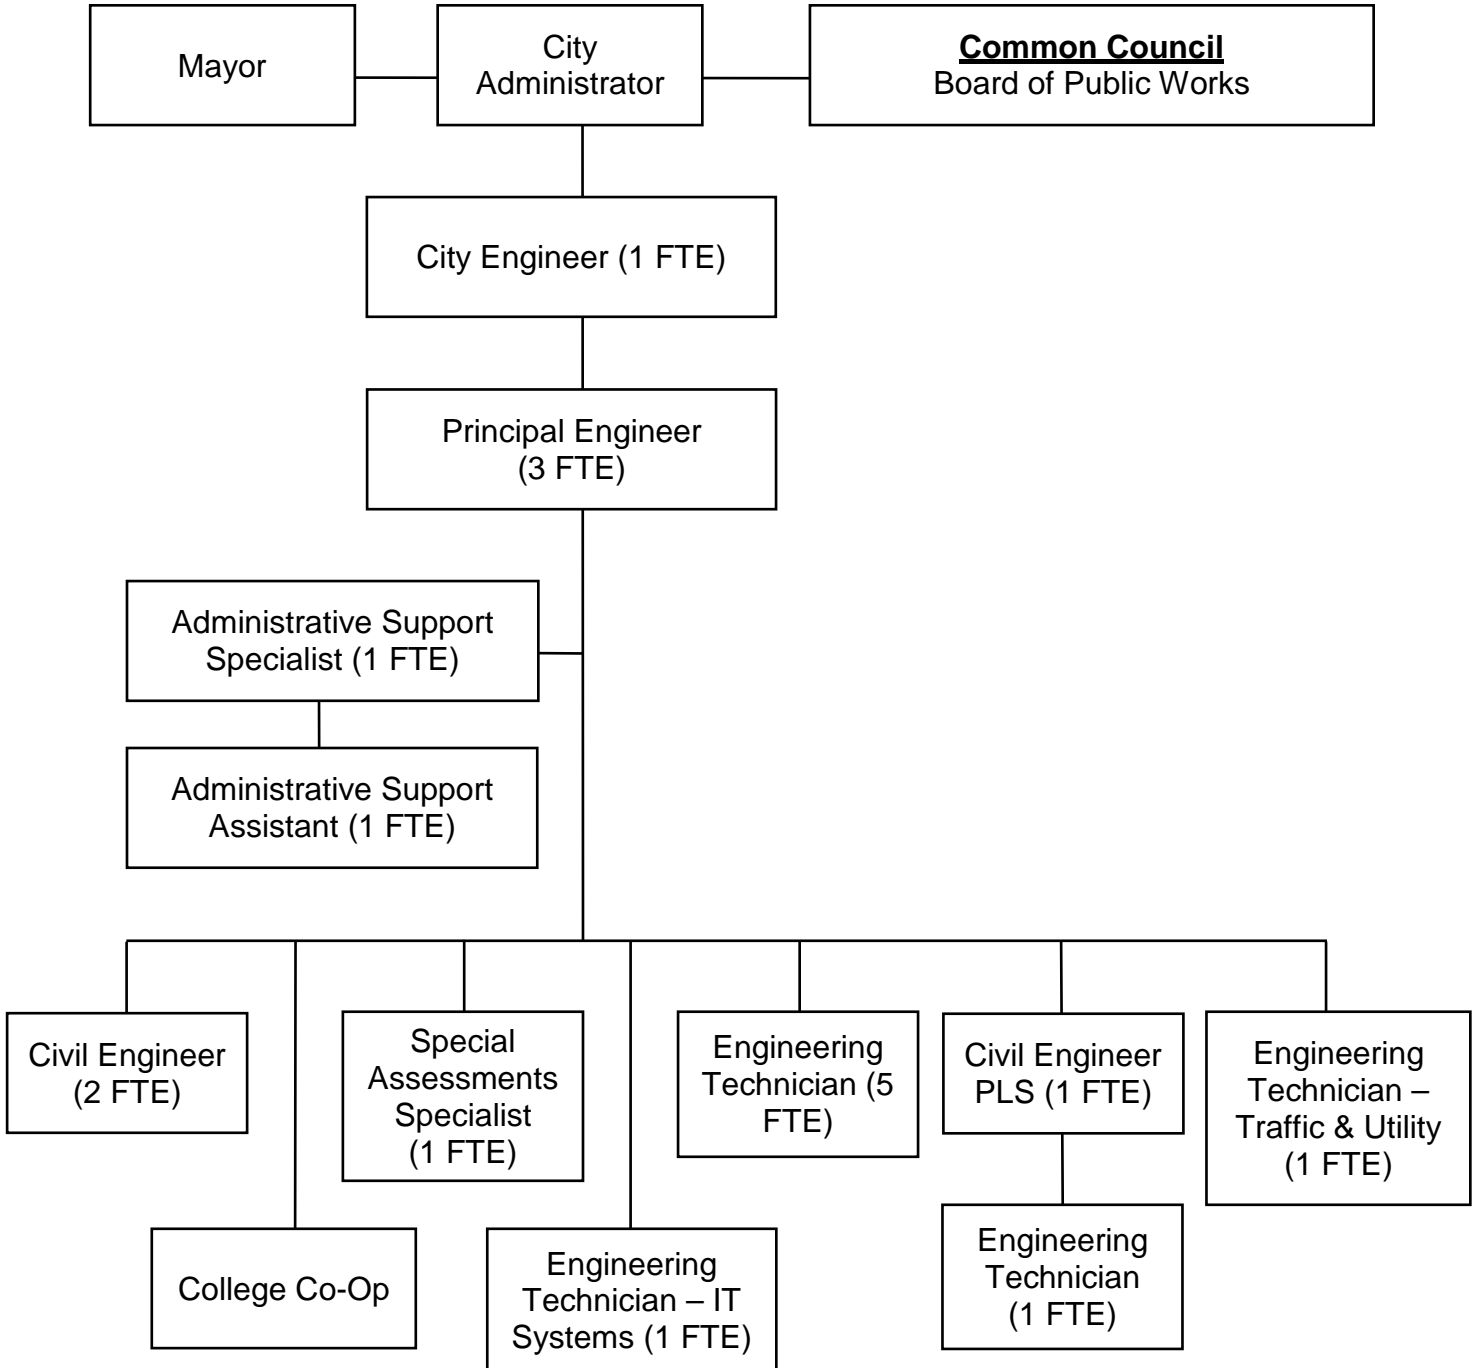 Mayor
City
Administrator
Common Council
Board of Public Works
City Engineer (1 FTE)
Principal Engineer
(3 FTE)
Administrative Support
Specialist (1 FTE)
Administrative Support
Assistant (1 FTE)
Civil Engineer
(2 FTE)
Special
Assessments
Specialist
(1 FTE)
Engineering
Technician (5
FTE)
Civil Engineer
PLS (1 FTE)
Engineering
Technician –
Traffic & Utility
(1 FTE)
College Co-Op
Engineering
Technician – IT
Systems (1 FTE)
Engineering
Technician
(1 FTE)